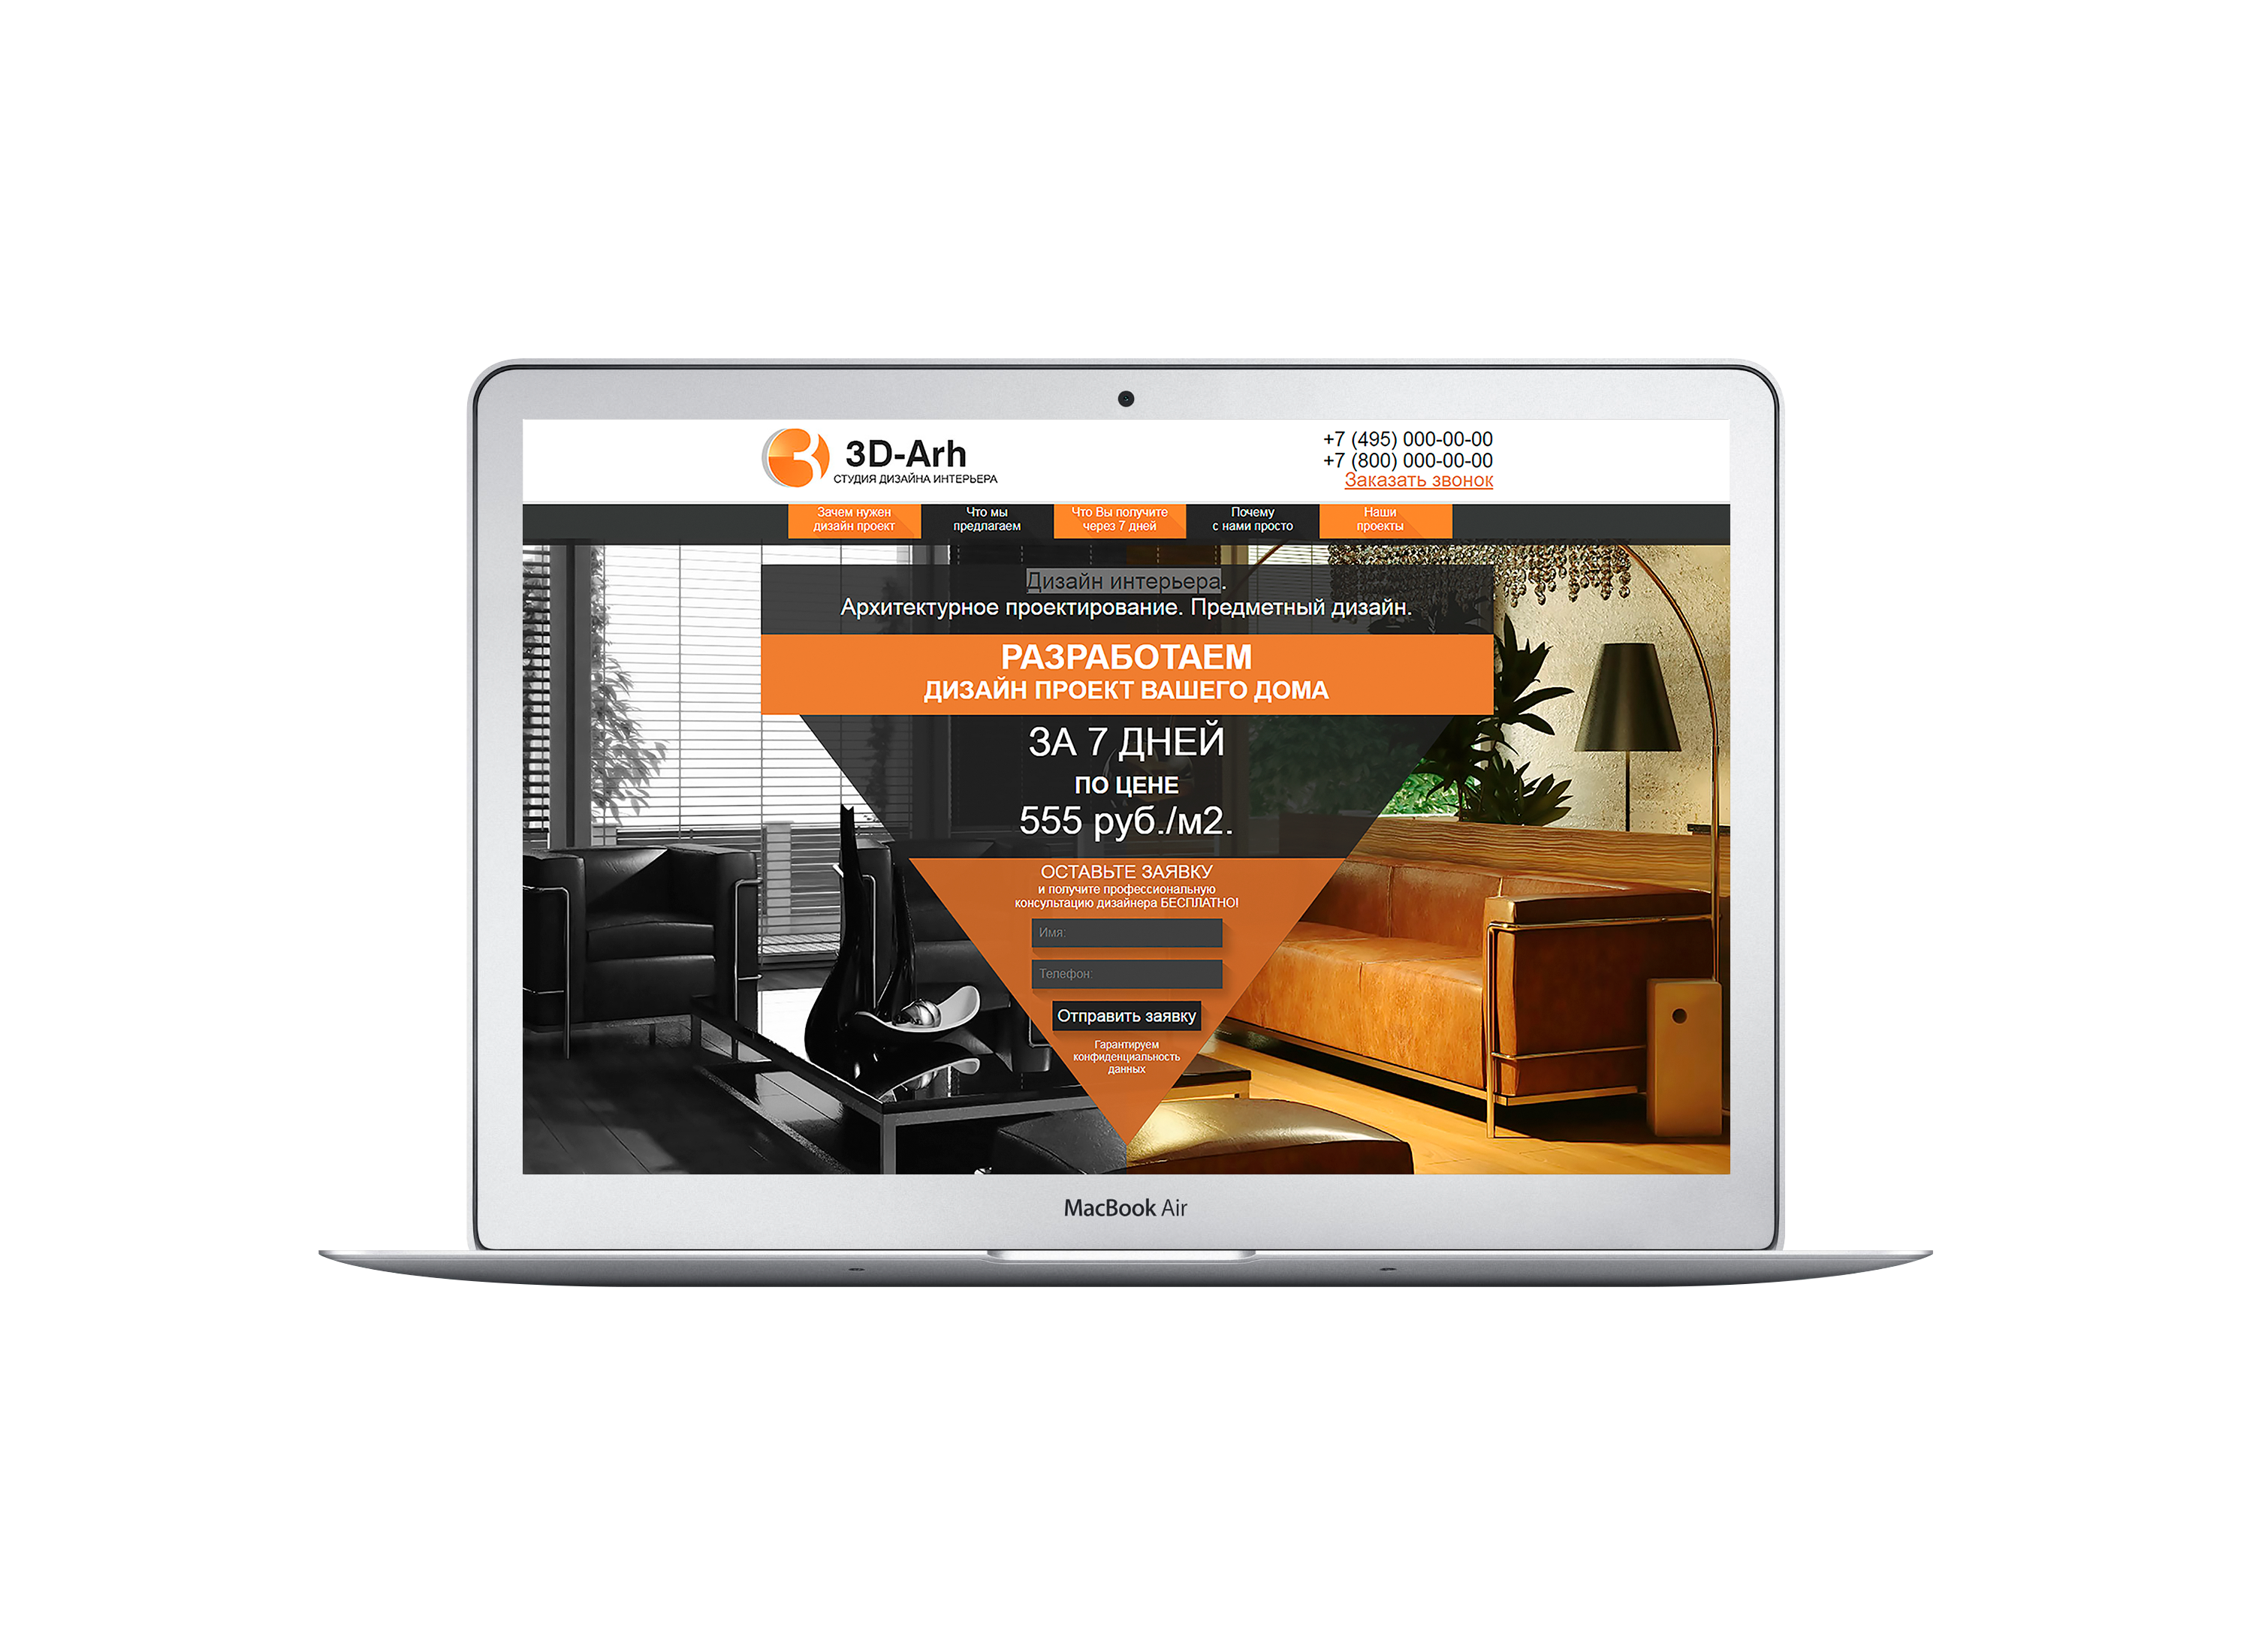 3D-Arh
СТУДИЯ ДИЗАЙНА ИНТЕРЬЕРА
+7 (495) 000-00-00
+7 (800) 000-00-00
Заказать звонок
Зачем нужен
дизайн проект
Что мы
предлагаем
Что Вы получите
через 7 дней
Почему
с нами просто
Наши
проекты
Дизайн интерьера.
Архитектурное проектирование. Предметный дизайн.
РАЗРАБОТАЕМ
ДИЗАЙН ПРОЕКТ ВАШЕГО ДОМА
ЗА 7 ДНЕЙ
ПО ЦЕНЕ
555 руб./м2.
ОСТАВЬТЕ ЗАЯВКУ
и получите профессиональную
консультацию дизайнера БЕСПЛАТНО!
Имя:
Телефон:
Отправить заявку
Гарантируем
конфиденциальность
данных
MacBook Air